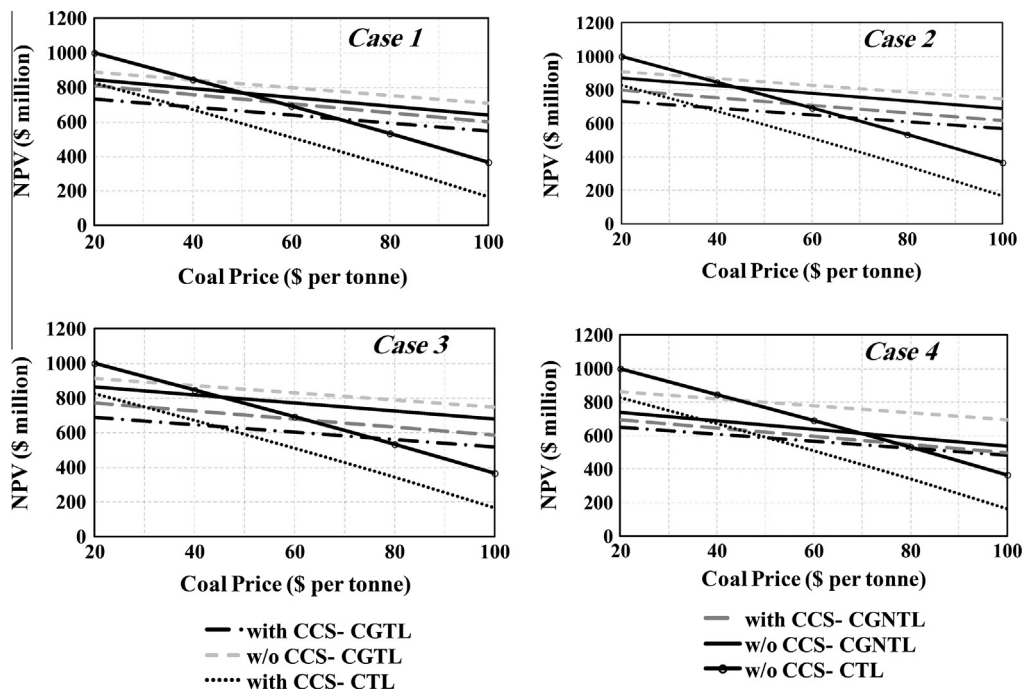 Case 1
1200
1000
800
600
400
200
0
NPV ($ million)
20 40 60 80 100
Coal Price ($ per tonne)
Case 2
1200
1000
800
600
400
200
0
NPV ($ million)
20 40 60 80 100
Coal Price ($ per tonne)
Case 3
1200
1000
800
600
400
200
0
NPV ($ million)
20 40 60 80 100
Coal Price ($ per tonne)
Case 4
1200
1000
800
600
400
200
0
NPV ($ million)
20 40 60 80 100
Coal Price ($ per tonne)
with CCS- CGTL
w/o CCS- CGTL
with CCS- CTL
with CCS- CGNTL
w/o CCS- CGNTL
w/o CCS- CTL